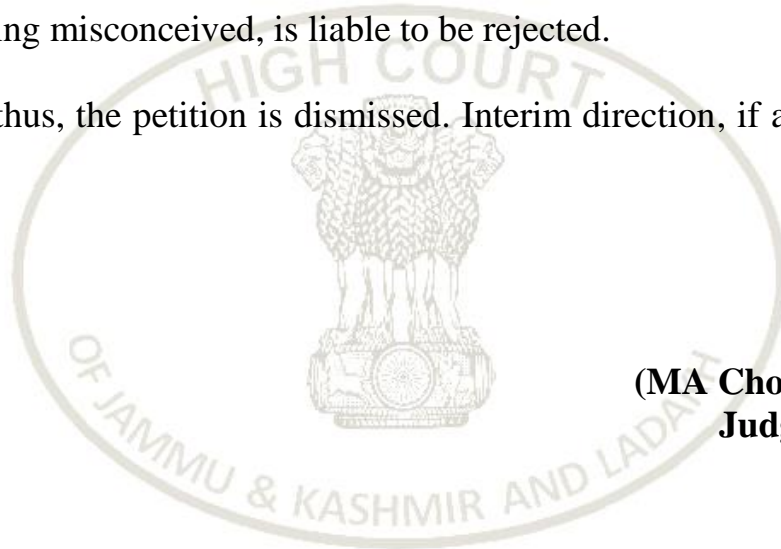 ing misconceived, is liable to be rejected.
HIGH COURT
thus, the petition is dismissed. Interim direction, if a
(MA Cho
Judg
OF JAMMU & KASHMIR AND LADAKH